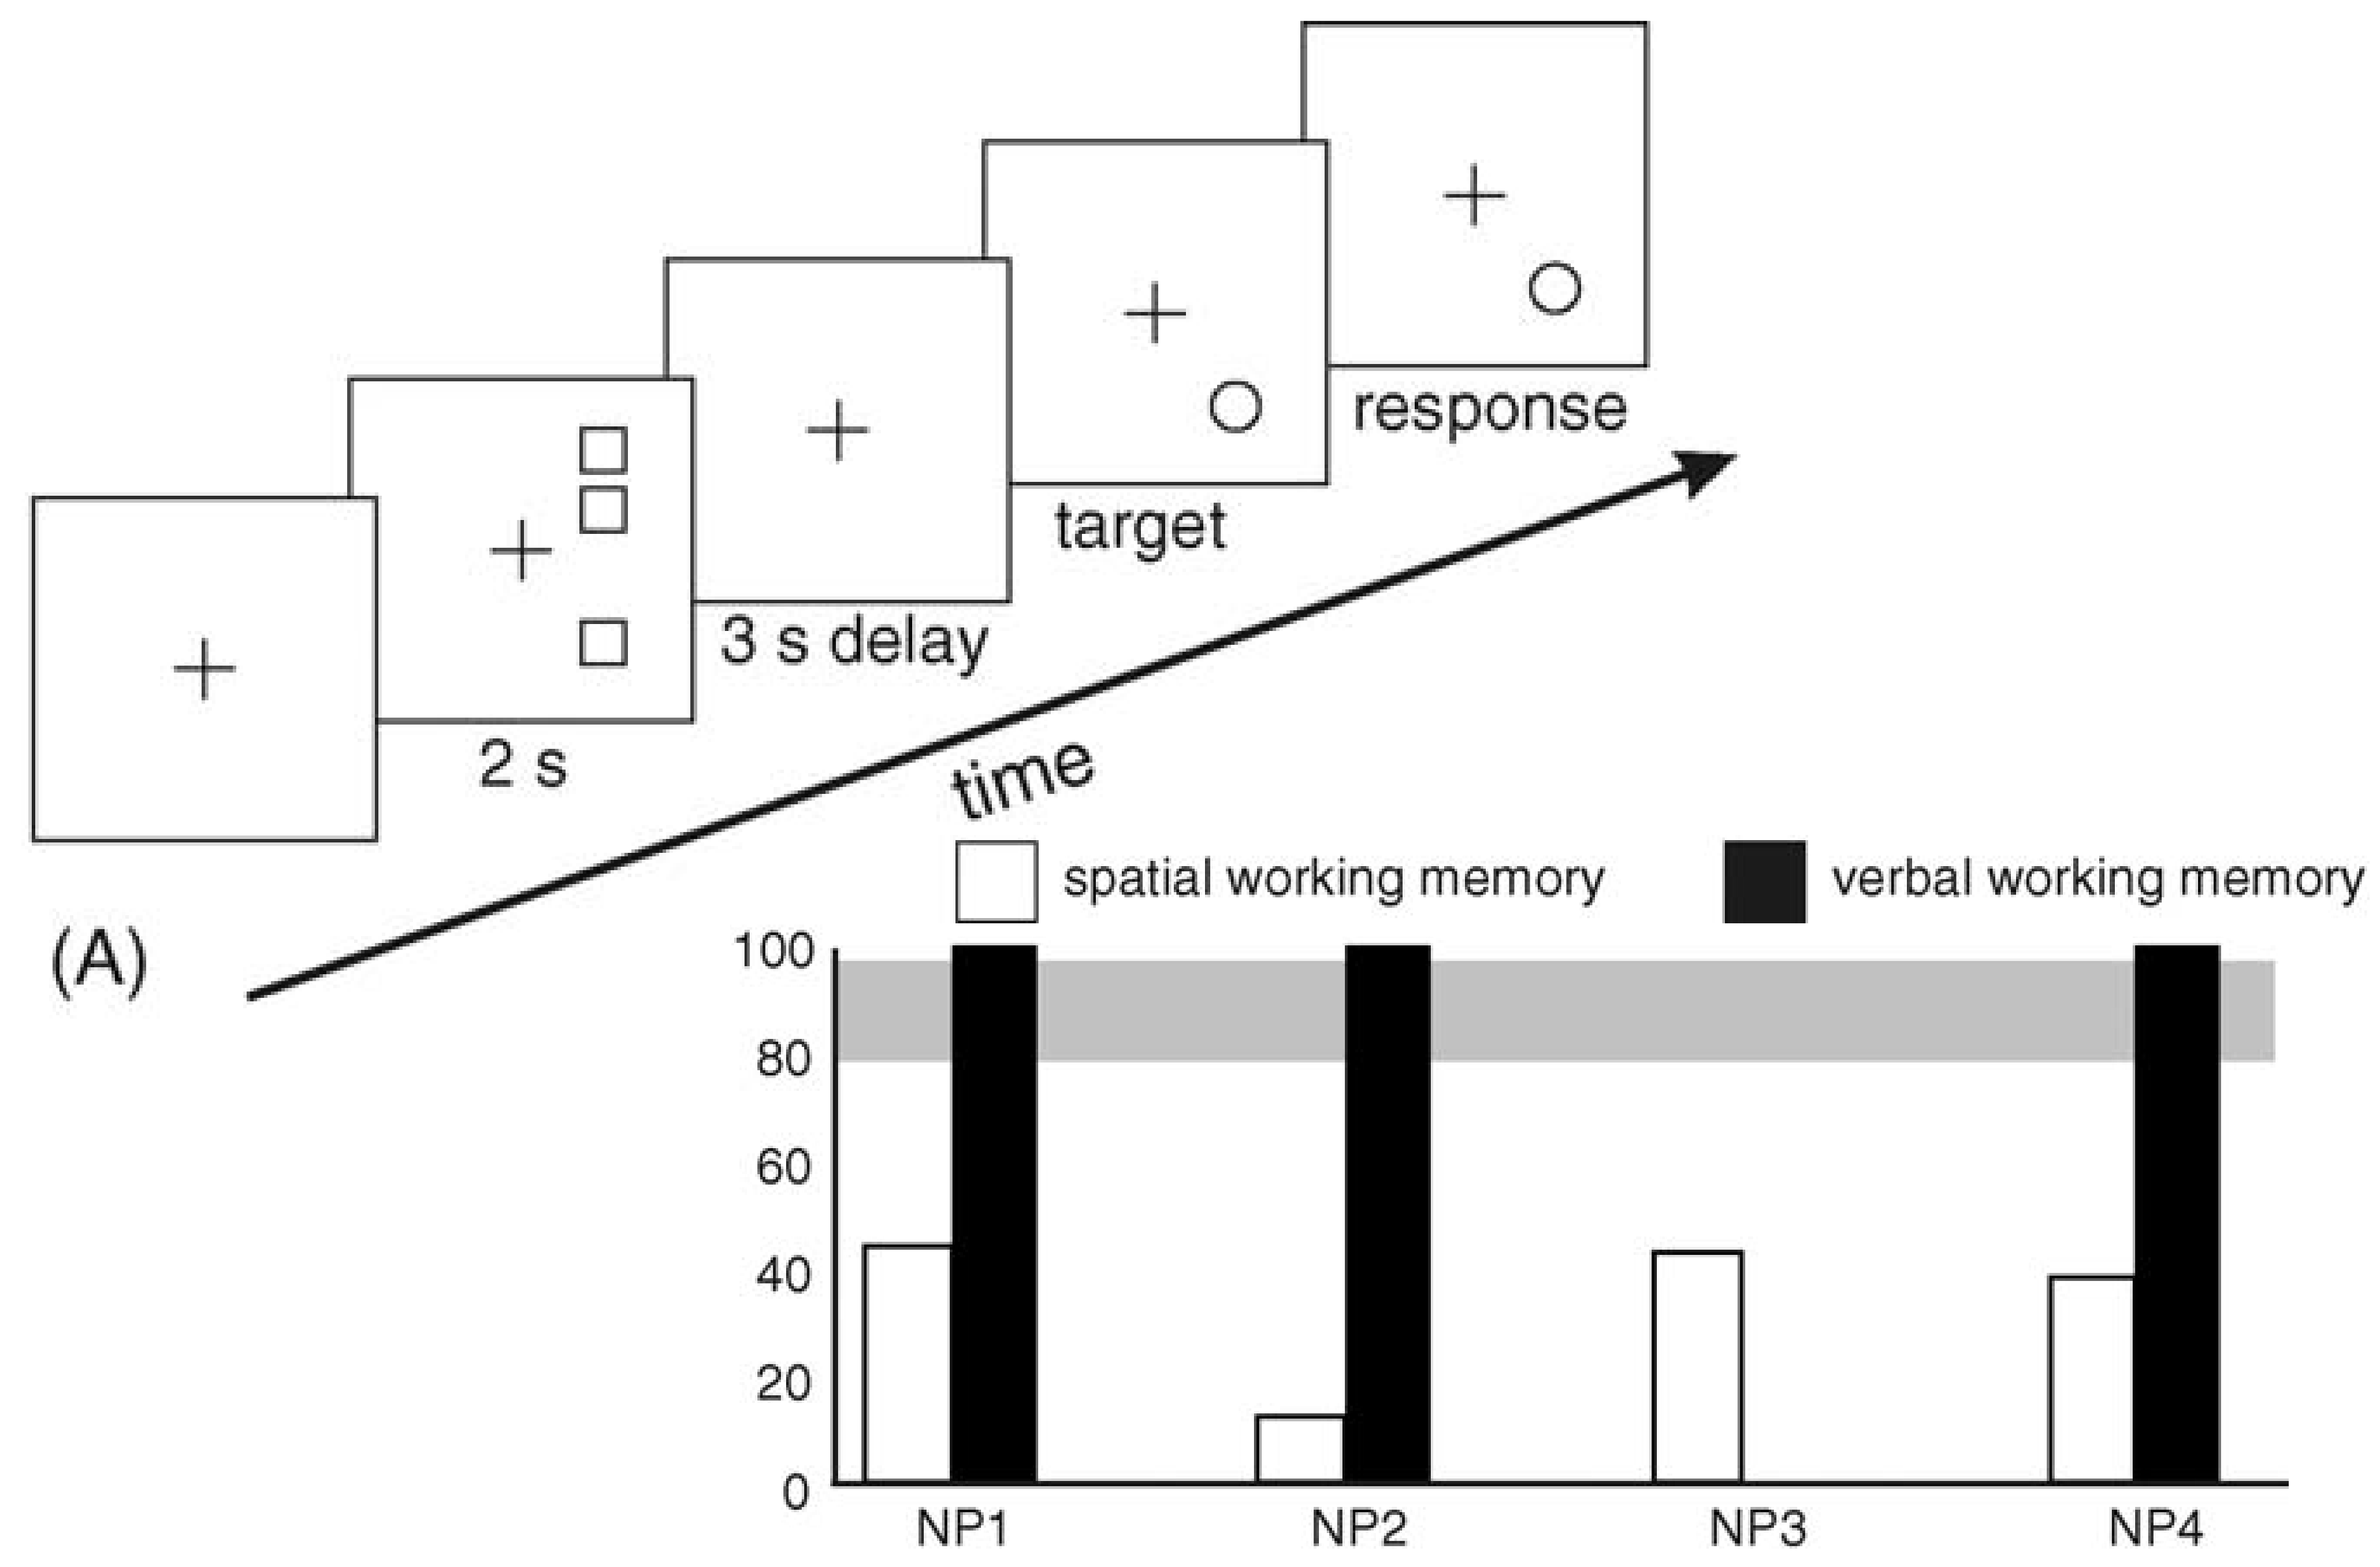 response
target
3 s delay
2 s
time
(A)
spatial working memory
verbal working memory
100
80
60
40
20
0
NP1
NP2
NP3
NP4